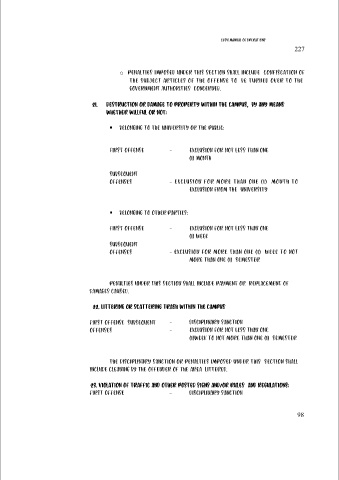 227
o PENALTIES IMPOSED UNDER THIS SECTION SHALL INCLUDE CONFISCATION OF
THE SUBJECT ARTICLES OF THE OFFENSE TO BE TURNED OVER TO THE
GOVERNMENT AUTHORITIES CONCERNED.
21. DESTRUCTION OR DAMAGE TO PROPERTY WITHIN THE CAMPUS, BY ANY MEANS
WHETHER WILLFUL OR NOT:
• BELONGING TO THE UNIVERSITY OR THE PUBLIC:
FIRST OFFENSE - EXCLUSION FOR NOT LESS THAN ONE
(1) MONTH
SUBSEQUENT
OFFENSES - EXCLUSION FOR MORE THAN ONE (1) MONTH TO
EXCLUSION FROM THE UNIVERSITY
• BELONGING TO OTHER PARTIES:
FIRST OFFENSE - EXCLUSION FOR NOT LESS THAN ONE
(1) WEEK
SUBSEQUENT
OFFENSES - EXCLUSION FOR MORE THAN ONE (1) WEEK TO NOT
MORE THAN ONE (1) SEMESTER
PENALTIES UNDER THIS SECTION SHALL INCLUDE PAYMENT OR REPLACEMENT OF
DAMAGES CAUSED.
22. LITTERING OR SCATTERING TRASH WITHIN THE CAMPUS
FIRST OFFENSE SUBSEQUENT - DISCIPLINARY SANCTION
OFFENSES - EXCLUSION FOR NOT LESS THAN ONE
(1)WEEK TO NOT MORE THAN ONE (1) SEMESTER
THE DISCIPLINARY SANCTION OR PENALTIES IMPOSED UNDER THIS SECTION SHALL
INCLUDE CLEANING BY THE OFFENDER OF THE AREA LITTERED.
23. VIOLATION OF TRAFFIC AND OTHER POSTED SIGNS AND/OR RULES AND REGULATIONS:
FIRST OFFENSE - DISCIPLINARY SANCTION
98